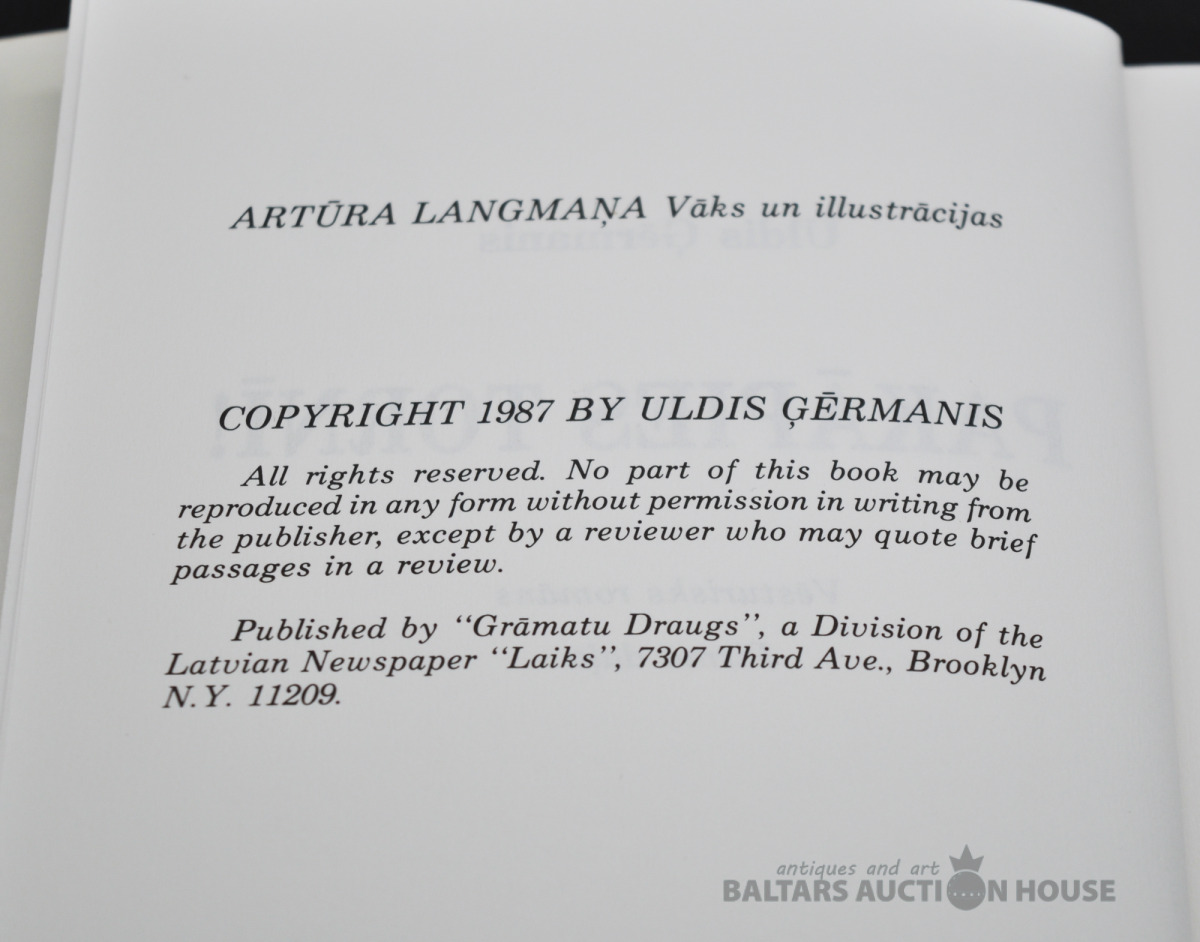 ARTŪRA LANGMAŅA Vāks un illustrācijas
COPYRIGHT 1987 BY ULDIS ĢĒRMANIS
All rights reserved. No part of this book may be
reproduced in any form without permission in writing from
the publisher, except by a reviewer who may quote brief
passages in a review.
Published by “Grāmatu Draugs”, a Division of the
Latvian Newspaper “Laiks”, 7307 Third Ave., Brooklyn
N.Y. 11209.
antiques and art
BALTARS AUCTION HOUSE